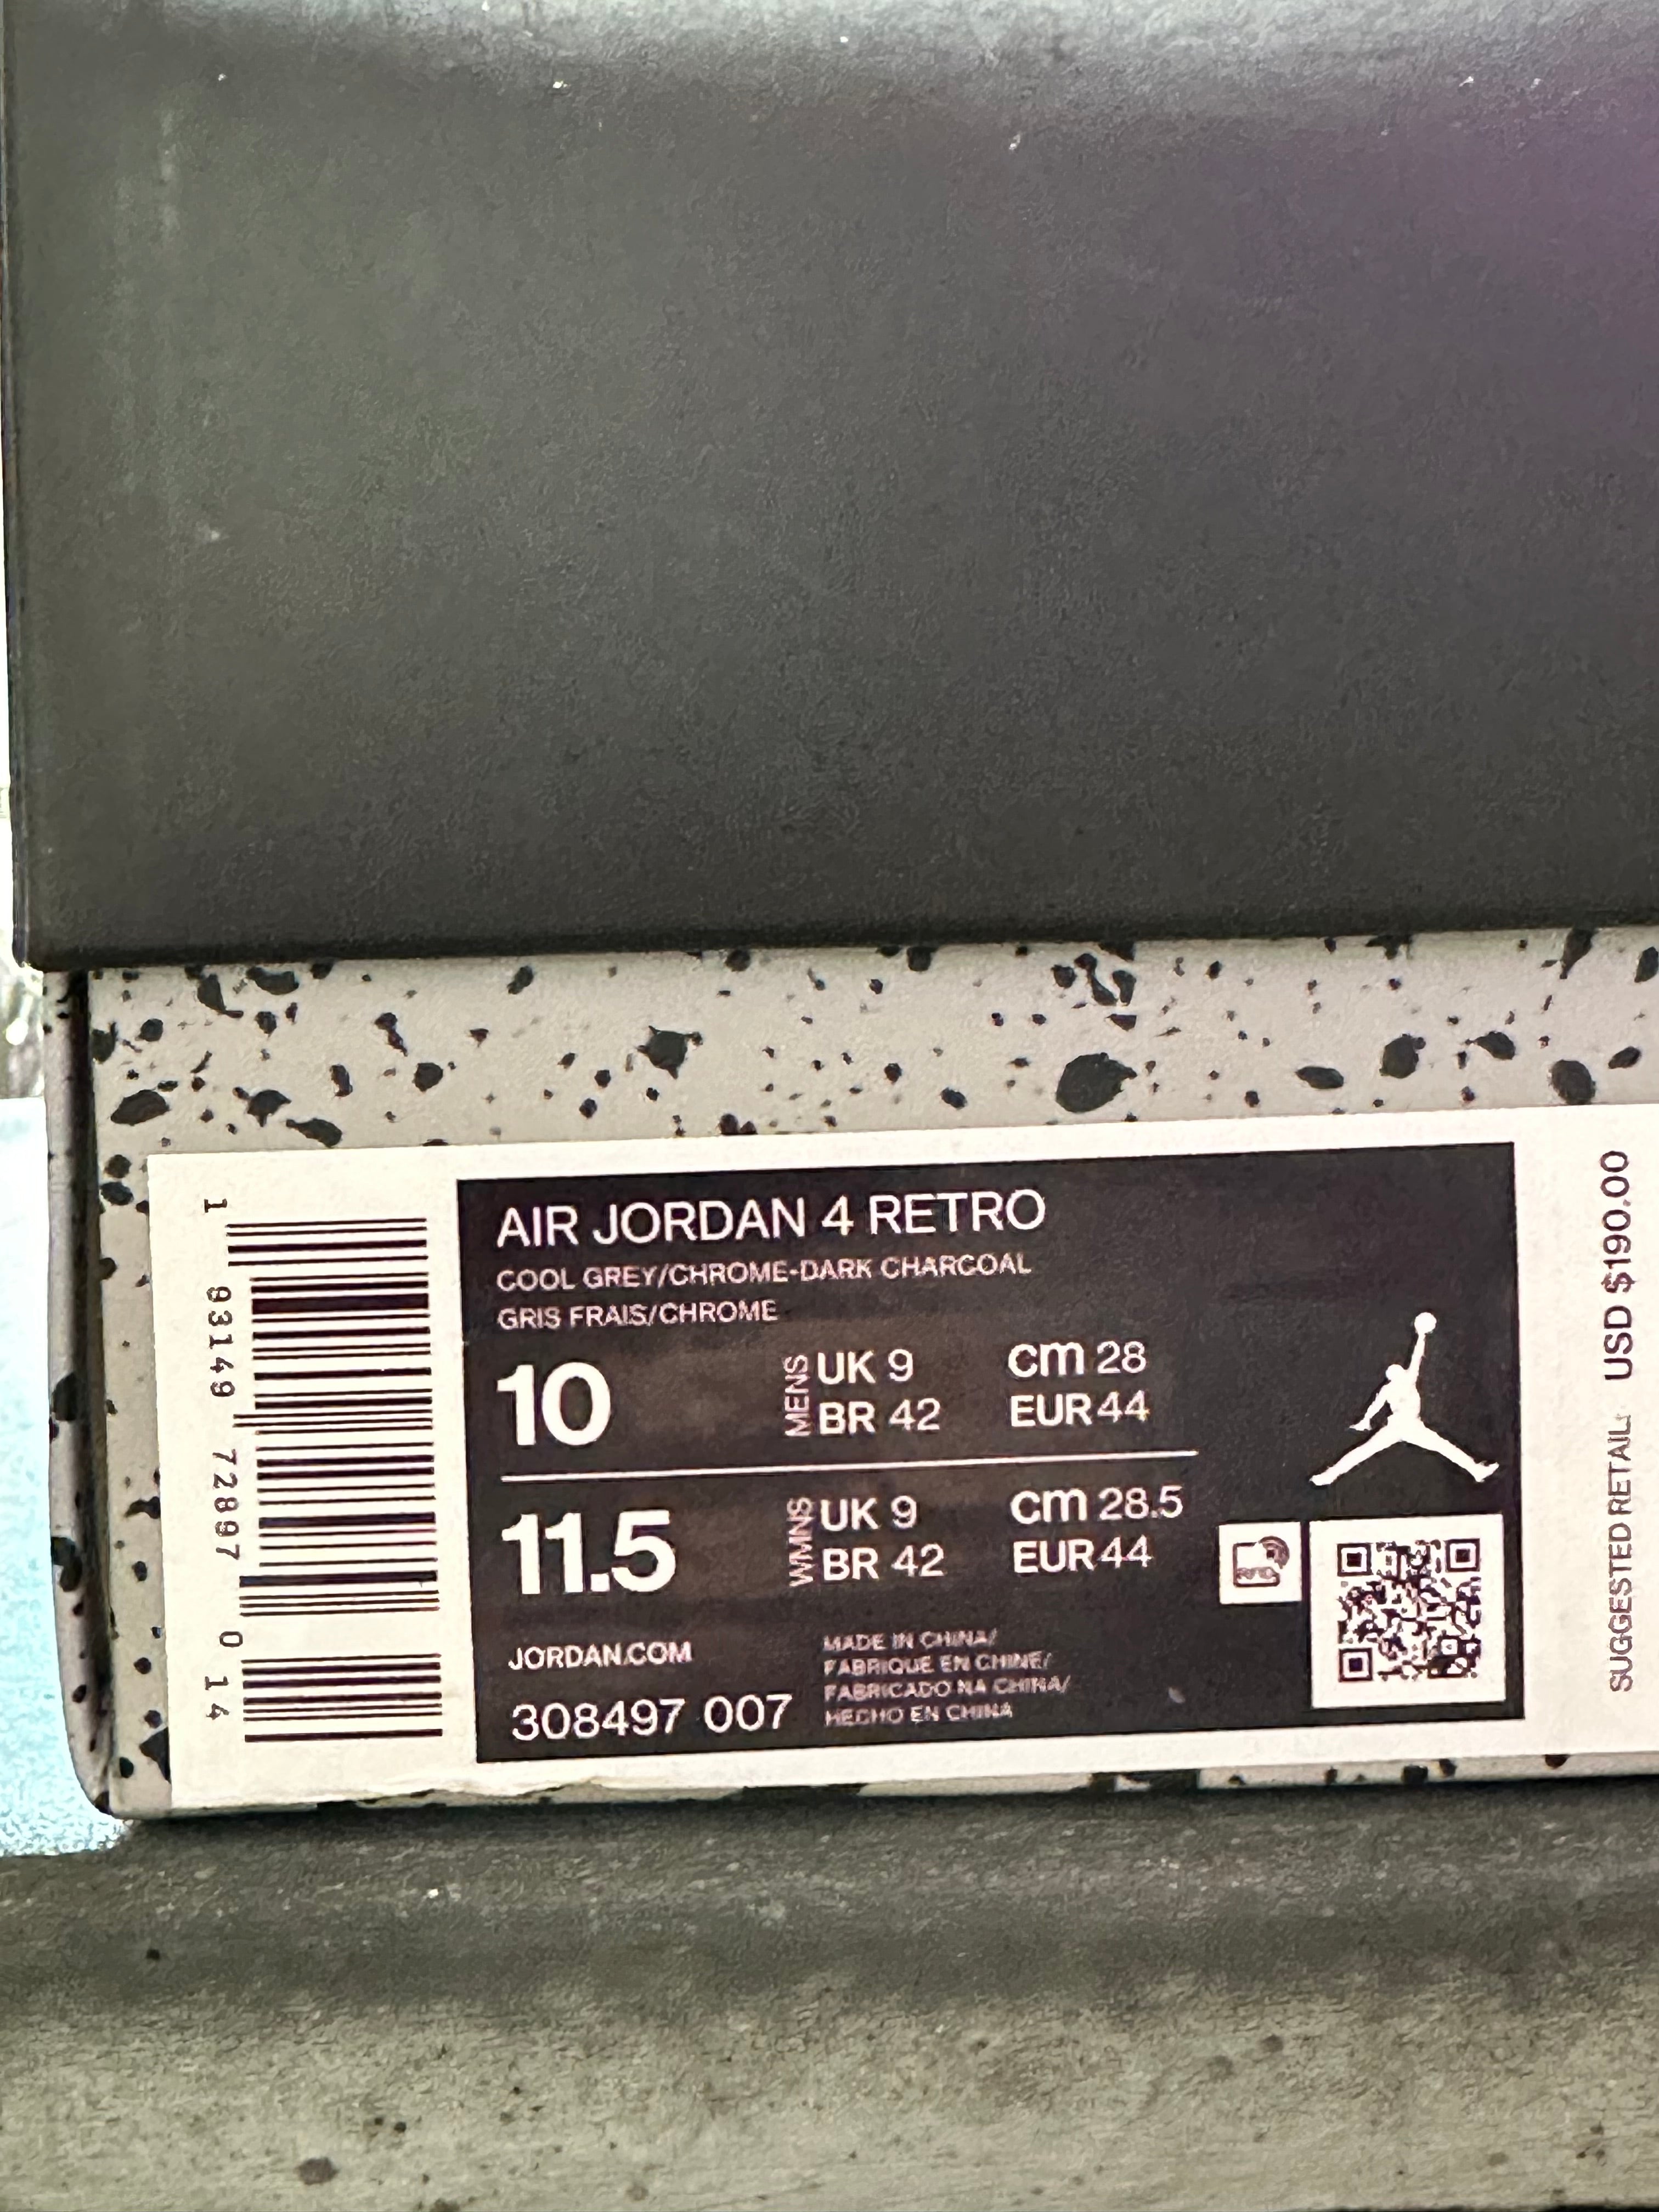 AIR JORDAN 4 RETRO
COOL GREY/CHROME-DARK CHARCOAL
GRIS FRAIS/CHROME
10
MENS
UK 9
cm 28
BR 42
EUR 44
11.5
WMNS
UK 9
cm 28.5
BR 42
EUR 44
JORDAN.COM
308497 007
MADE IN CHINA/
FABRIQUE EN CHINE/
FABRICADO NA CHINA/
HECHO EN CHINA
RFID
1 93149 72897 0 14
SUGGESTED RETAIL: USD $190.00